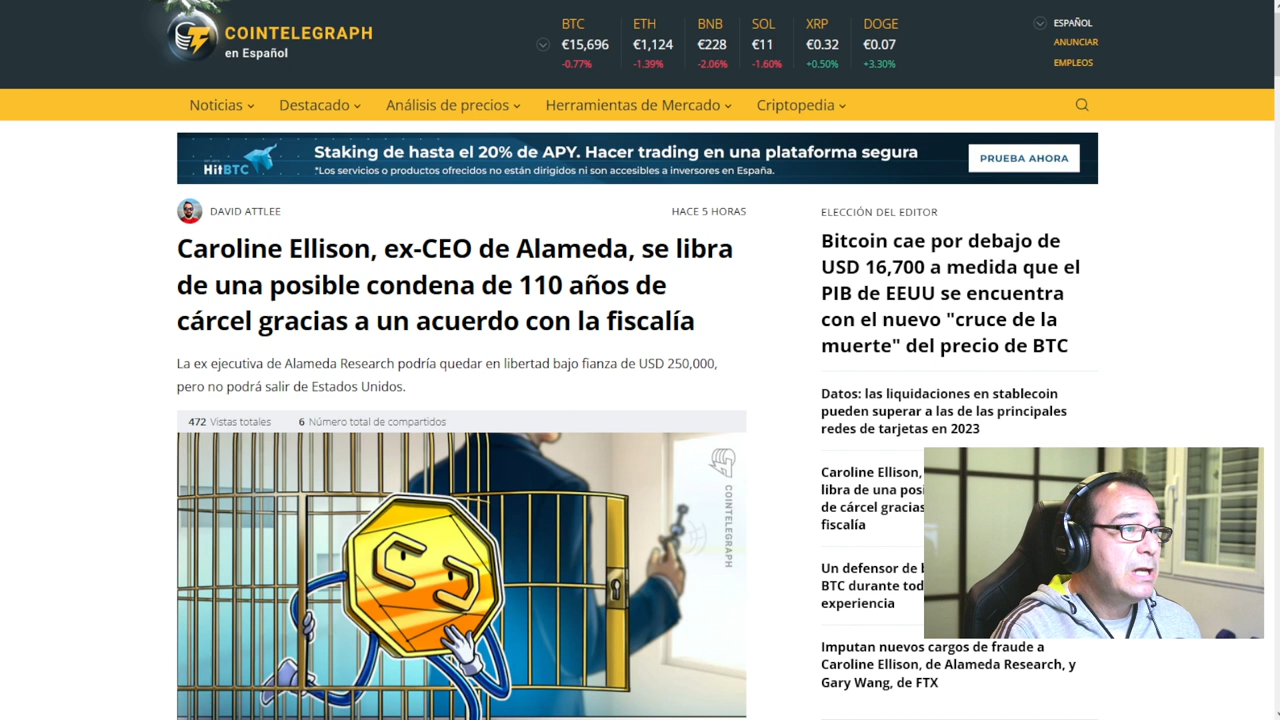 COINTELEGRAPH
en Español
BTC
€15,696
-0.77%
ETH
€1,124
-1.39%
BNB
€228
-2.06%
SOL
€11
-1.60%
XRP
€0.32
+0.50%
DOGE
€0.07
+3.30%
ESPAÑOL
ANUNCIAR
EMPLEOS
Noticias
Destacado
Análisis de precios
Herramientas de Mercado
Criptopedia
HitBTC
Staking de hasta el 20% de APY. Hacer trading en una plataforma segura
*Los servicios o productos ofrecidos no están dirigidos ni son accesibles a inversores en España.
PRUEBA AHORA
DAVID ATTLEE
HACE 5 HORAS
Caroline Ellison, ex-CEO de Alameda, se libra
de una posible condena de 110 años de
cárcel gracias a un acuerdo con la fiscalía
La ex ejecutiva de Alameda Research podría quedar en libertad bajo fianza de USD 250,000,
pero no podrá salir de Estados Unidos.
472 Vistas totales
6 Número total de compartidos
COINTELEGRAPH
ELECCIÓN DEL EDITOR
Bitcoin cae por debajo de
USD 16,700 a medida que el
PIB de EEUU se encuentra
con el nuevo "cruce de la
muerte" del precio de BTC
Datos: las liquidaciones en stablecoin
pueden superar a las de las principales
redes de tarjetas en 2023
Caroline Ellison,
libra de una
de cárcel gracias
fiscalía
Un defensor de
BTC durante
experiencia
Imputan nuevos cargos de fraude a
Caroline Ellison, de Alameda Research, y
Gary Wang, de FTX